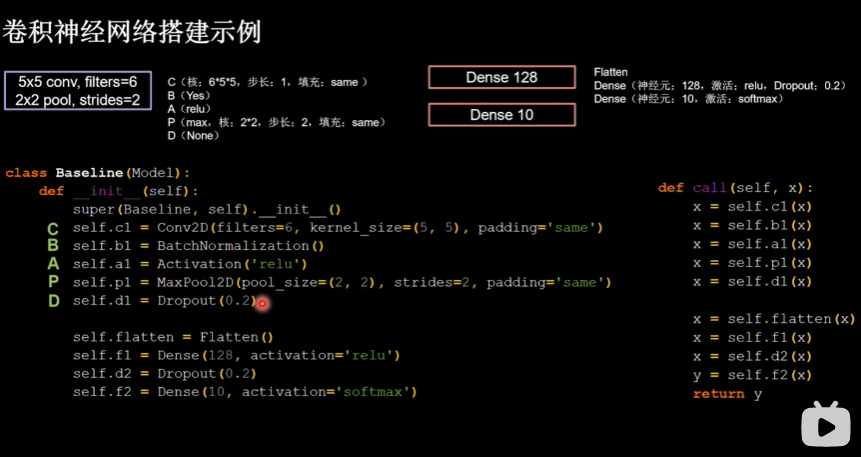 卷积神经网络搭建示例
5x5 conv, filters=6
2x2 pool, strides=2
C（核：6*5*5，步长：1，填充：same ）
B（Yes）
A（relu）
P（max，核：2*2，步长：2，填充：same）
D（None）
Dense 128
Dense 10
Flatten
Dense（神经元：128，激活：relu，Dropout：0.2）
Dense（神经元：10，激活：softmax）
class Baseline(Model):
    def __init__(self):
        super(Baseline, self).__init__()
C self.c1 = Conv2D(filters=6, kernel_size=(5, 5), padding='same')
B self.b1 = BatchNormalization()
A self.a1 = Activation('relu')
P self.p1 = MaxPool2D(pool_size=(2, 2), strides=2, padding='same')
D self.d1 = Dropout(0.2)
        self.flatten = Flatten()
        self.f1 = Dense(128, activation='relu')
        self.d2 = Dropout(0.2)
        self.f2 = Dense(10, activation='softmax')
def call(self, x):
    x = self.c1(x)
    x = self.b1(x)
    x = self.a1(x)
    x = self.p1(x)
    x = self.d1(x)
    x = self.flatten(x)
    x = self.f1(x)
    x = self.d2(x)
    y = self.f2(x)
    return y